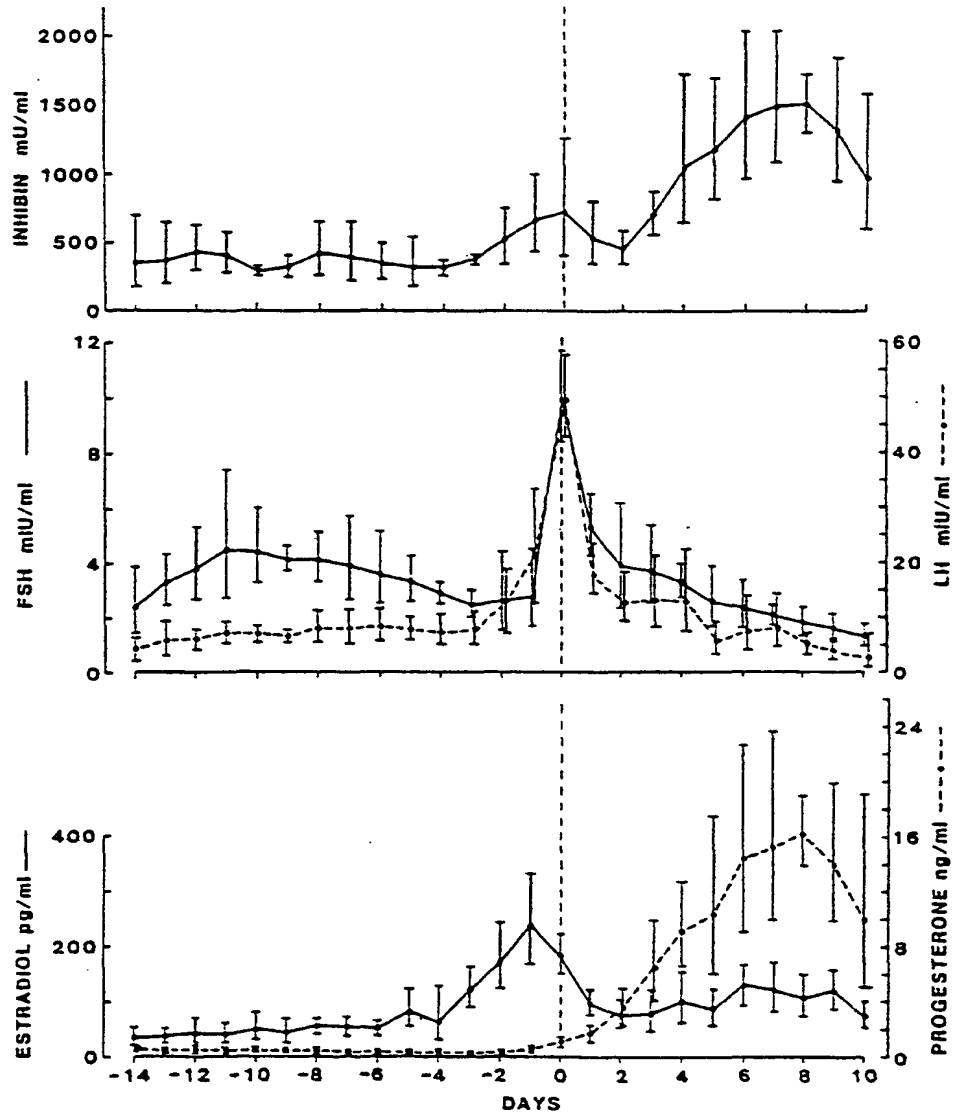 INHIBIN mU/ml
2000
1500
1000
500
0
FSH mIU/ml
12
8
4
0
LH mIU/ml
60
40
20
0
ESTRADIOL pg/ml
400
200
0
PROGESTERONE ng/ml
24
16
8
0
-14 -12 -10 -8 -6 -4 -2 0 2 4 6 8 10
DAYS